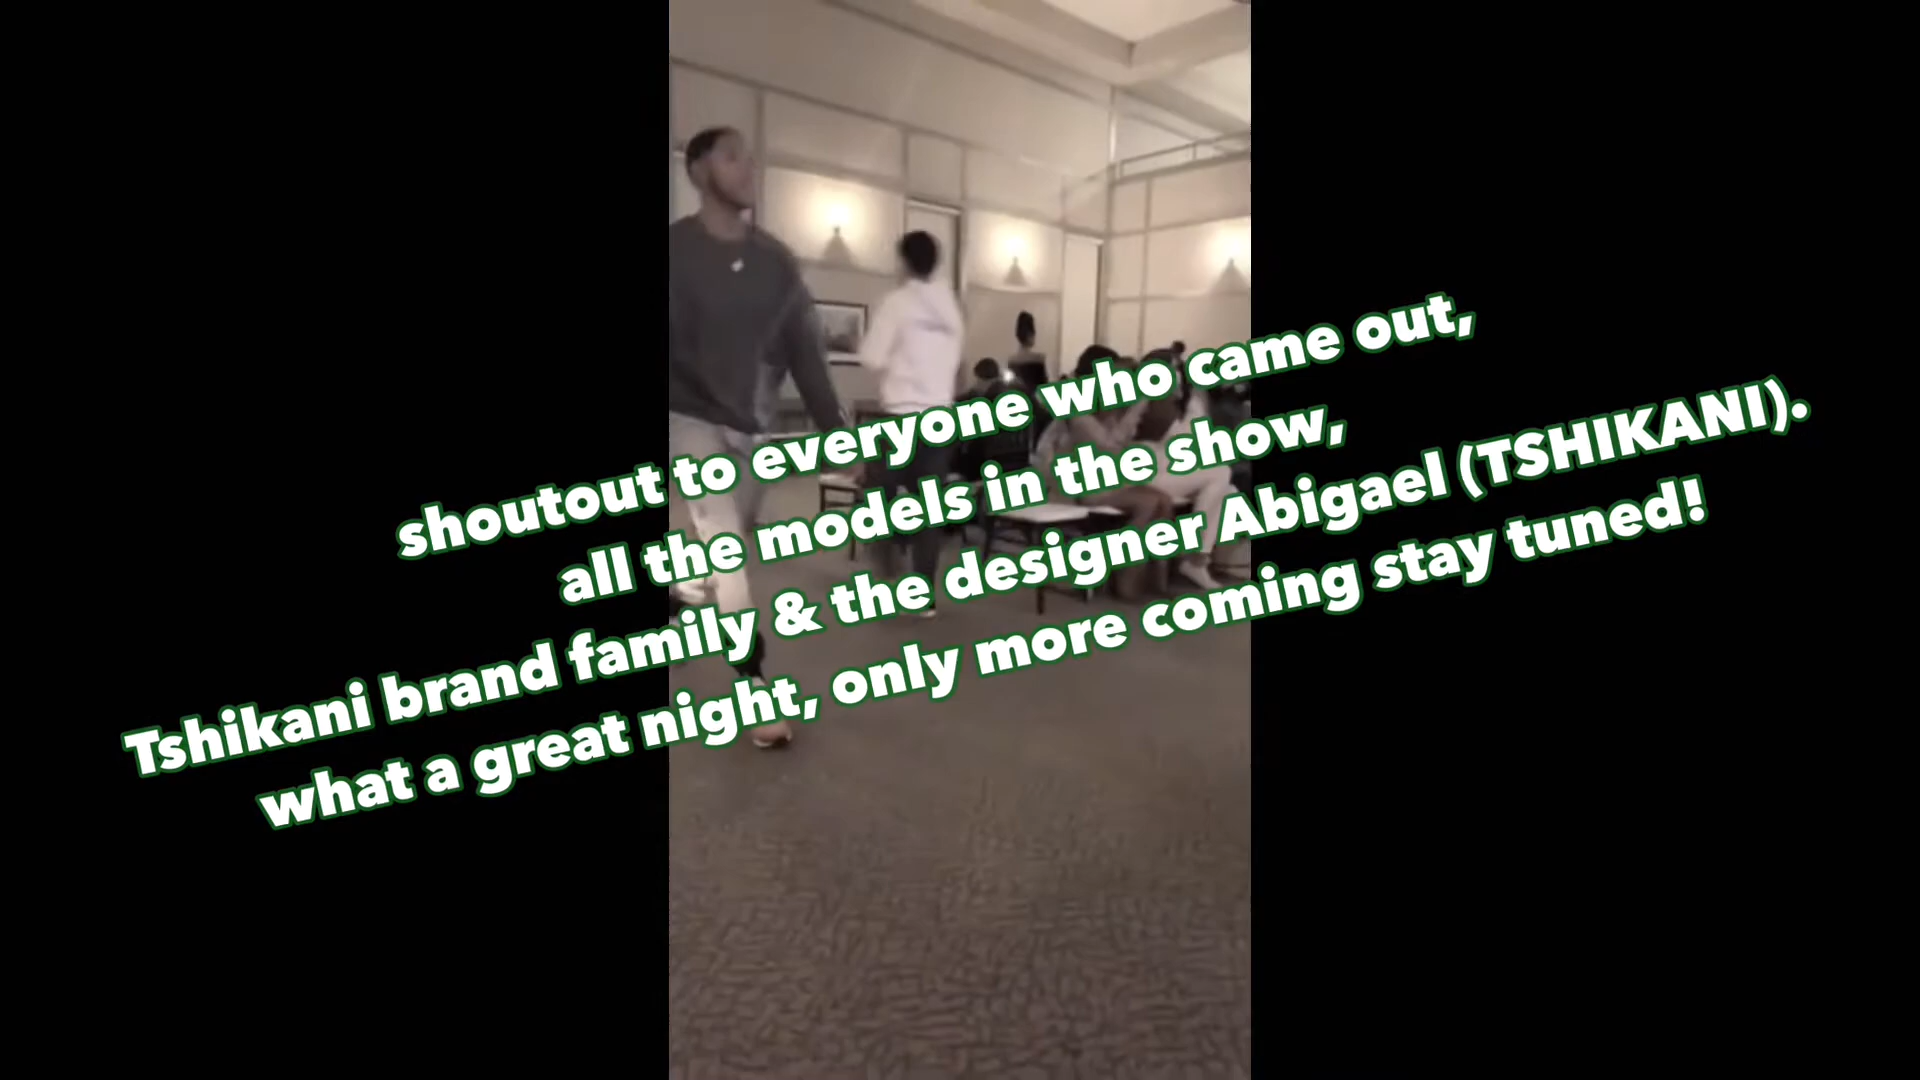 shoutout to everyone who came out,
all the models in the show,
Tshikani brand family & the designer Abigael (TSHIKANI).
what a great night, only more coming stay tuned!